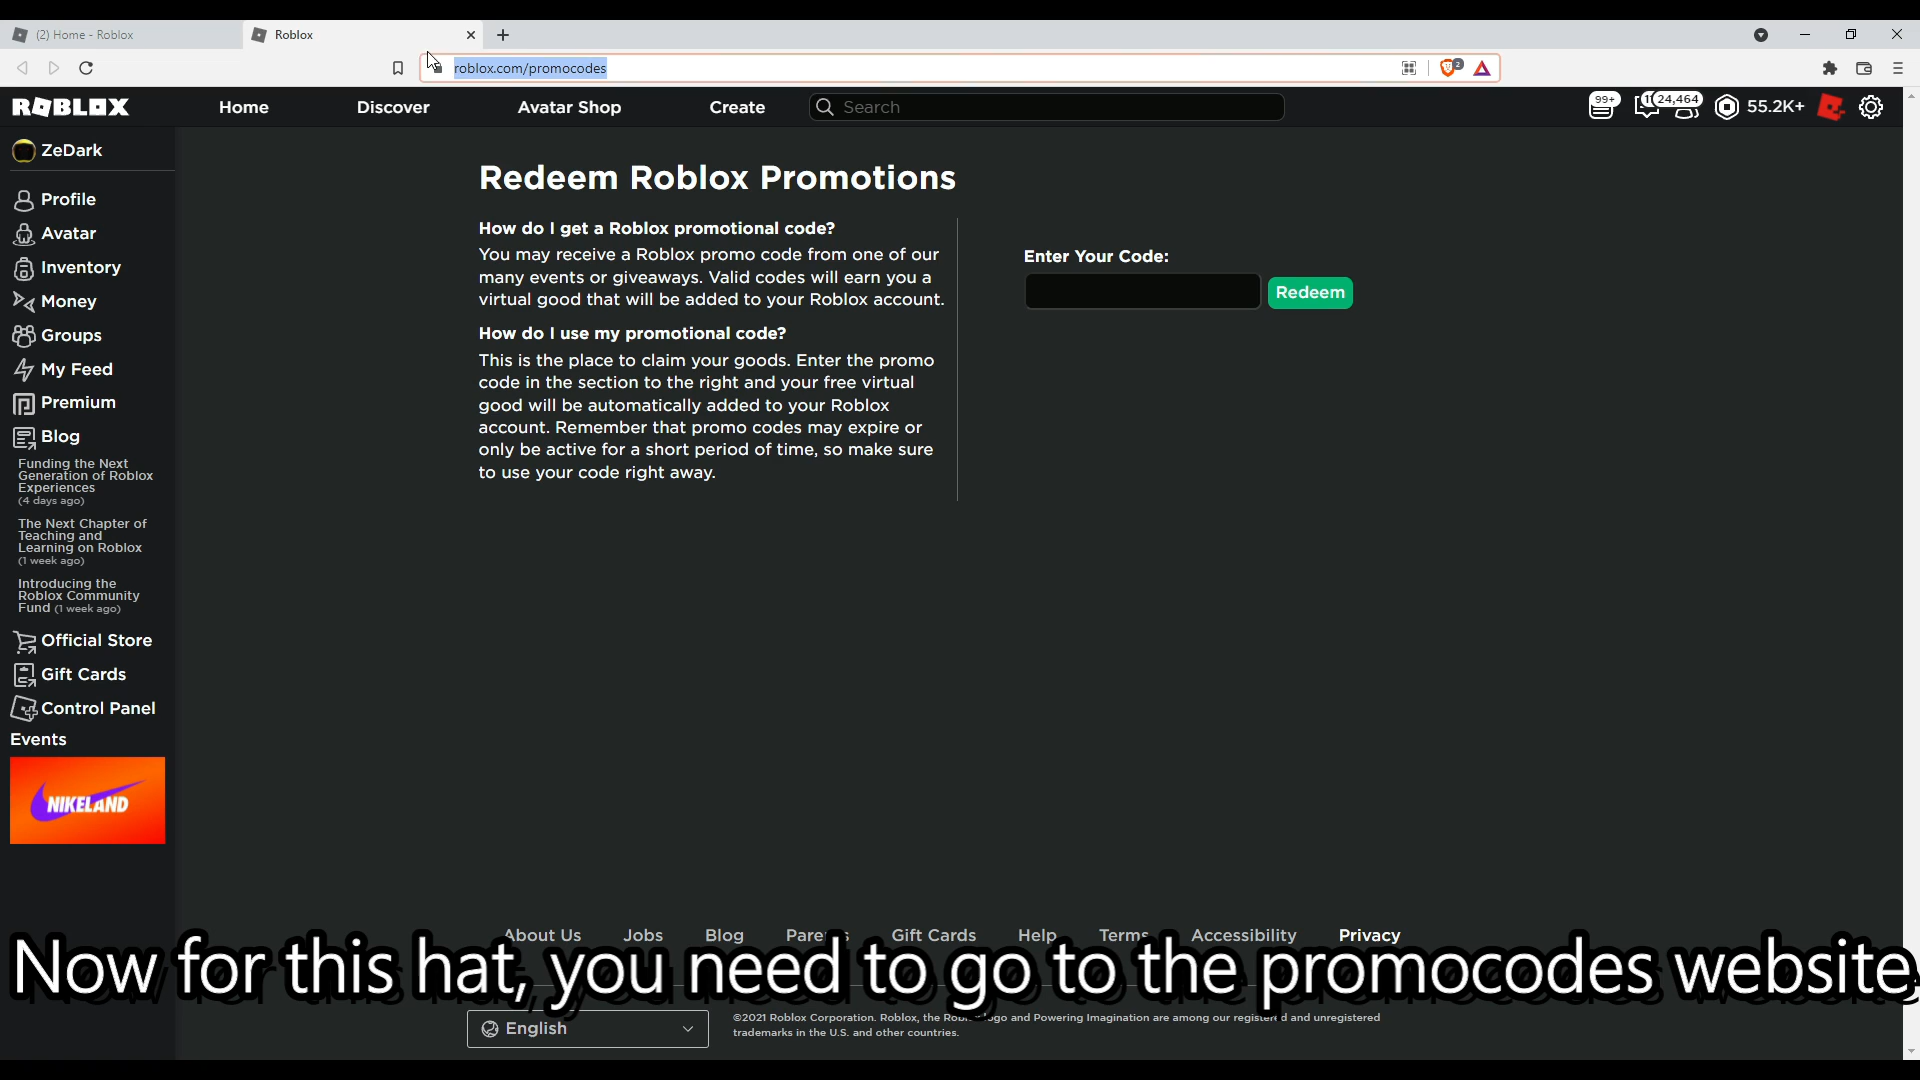 (2) Home - Roblox
Roblox
roblox.com/promocodes
2
ROBLOX
Home
Discover
Avatar Shop
Create
Search
99+
24,464
55.2K+
ZeDark
Profile
Avatar
Inventory
Money
Groups
My Feed
Premium
Blog
Funding the Next
Generation of Roblox
Experiences
(4 days ago)
The Next Chapter of
Teaching and
Learning on Roblox
(1 week ago)
Introducing the
Roblox Community
Fund (1 week ago)
Official Store
Gift Cards
Control Panel
Events
NIKELAND
Redeem Roblox Promotions
How do I get a Roblox promotional code?
You may receive a Roblox promo code from one of our
many events or giveaways. Valid codes will earn you a
virtual good that will be added to your Roblox account.
How do I use my promotional code?
This is the place to claim your goods. Enter the promo
code in the section to the right and your free virtual
good will be automatically added to your Roblox
account. Remember that promo codes may expire or
only be active for a short period of time, so make sure
to use your code right away.
Enter Your Code:
Redeem
About Us Jobs Blog Parents Gift Cards Help Terms Accessibility Privacy
Now for this hat, you need to go to the promocodes website.
English
©2021 Roblox Corporation. Roblox, the Roblox logo and Powering Imagination are among our registered and unregistered
trademarks in the U.S. and other countries.